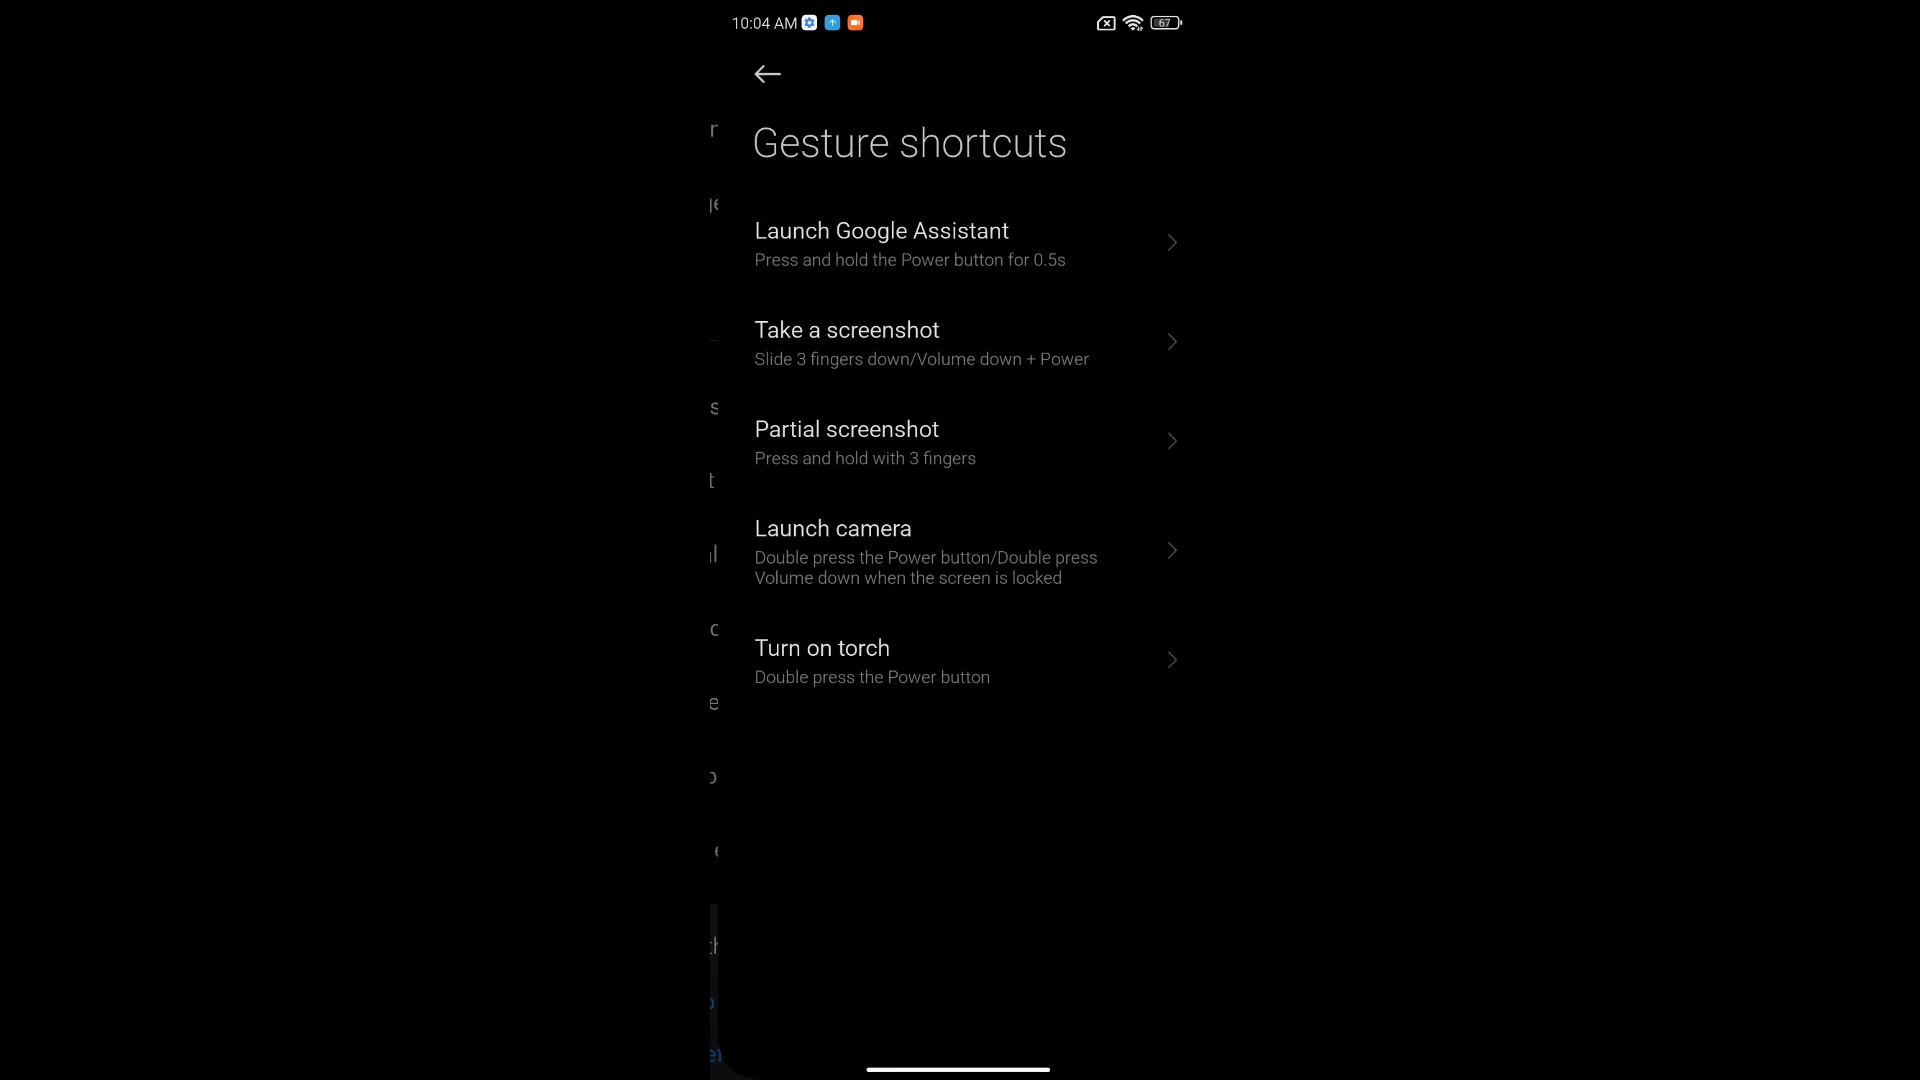 10:04 AM
67
Gesture shortcuts
Launch Google Assistant
Press and hold the Power button for 0.5s
Take a screenshot
Slide 3 fingers down/Volume down + Power
Partial screenshot
Press and hold with 3 fingers
Launch camera
Double press the Power button/Double press
Volume down when the screen is locked
Turn on torch
Double press the Power button